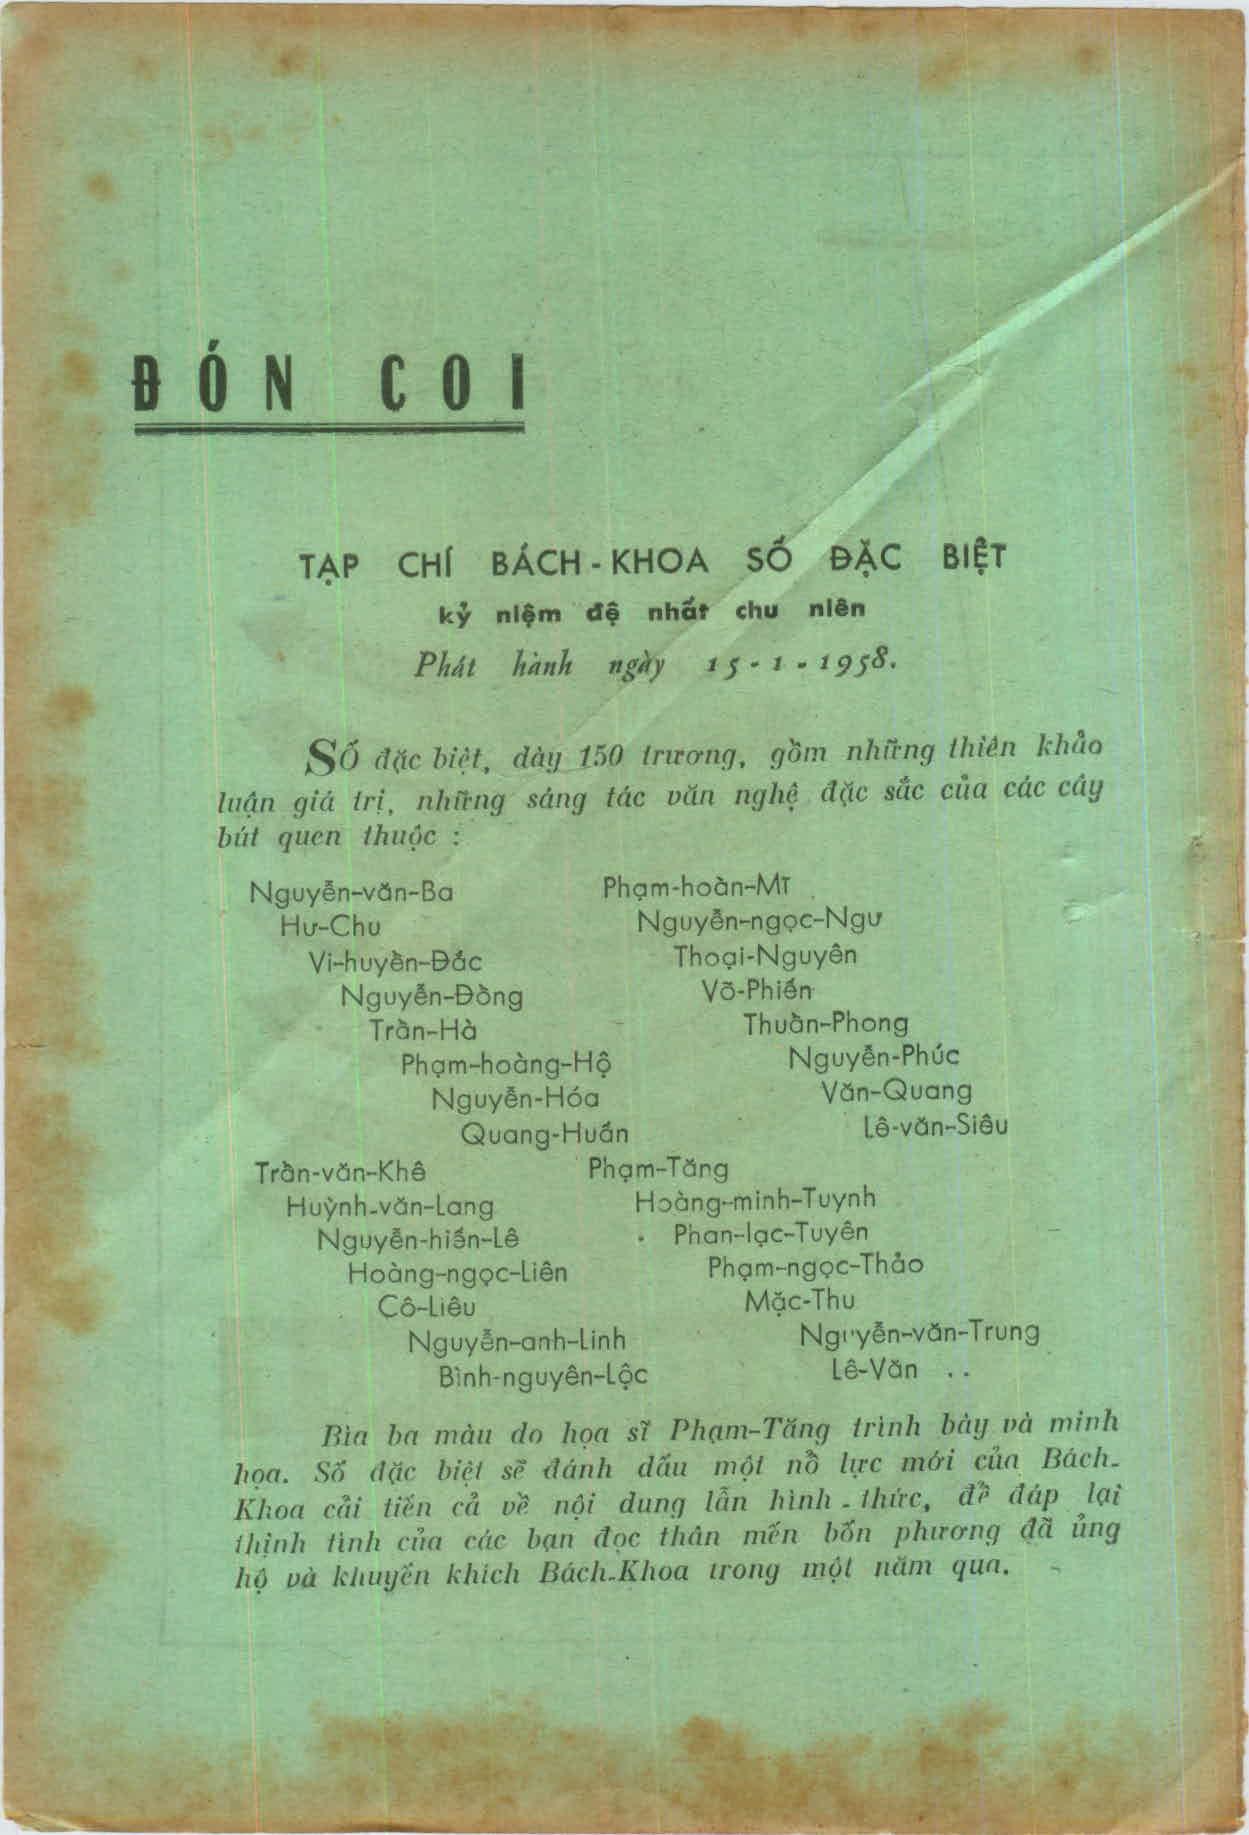 ĐÓN COI
TẠP CHÍ BÁCH-KHOA SỐ ĐẶC BIỆT
kỷ niệm đệ nhất chu niên
Phát hành ngày 15-1-1958.
Số đặc biệt, dày 150 trương, gồm những thiên khảo
luận giá trị, những sáng tác văn nghệ đặc sắc của các cây
bút quen thuộc :
Nguyễn-văn-Ba
Hư-Chu
Vi-huyền-Đắc
Nguyễn-Đồng
Trần-Hà
Phạm-hoàng-Hộ
Nguyễn-Hóa
Quang-Huấn
Phạm-hoàn-Mĩ
Nguyễn-ngọc-Ngư
Thoại-Nguyên
Võ-Phiến
Thuần-Phong
Nguyễn-Phúc
Văn-Quang
Lê-văn-Siêu
Trần-văn-Khê
Huỳnh-văn-Lang
Nguyễn-hiến-Lê
Hoàng-ngọc-Liên
Cô-Liêu
Nguyễn-anh-Linh
Bình-nguyên-Lộc
Phạm-Tăng
Hoàng-minh-Tuynh
Phan-lạc-Tuyên
Phạm-ngọc-Thảo
Mặc-Thu
Nguyễn-văn-Trung
Lê-Văn ..
Bìa ba màu do họa sĩ Phạm-Tăng trình bày và minh
họa. Số đặc biệt sẽ đánh dấu một nỗ lực mới của Bách-
Khoa cải tiến cả về nội dung lẫn hình-thức, để đáp lại
thịnh tình của các bạn đọc thân mến bốn phương đã ủng
hộ và khuyến khích Bách-Khoa trong một năm qua.